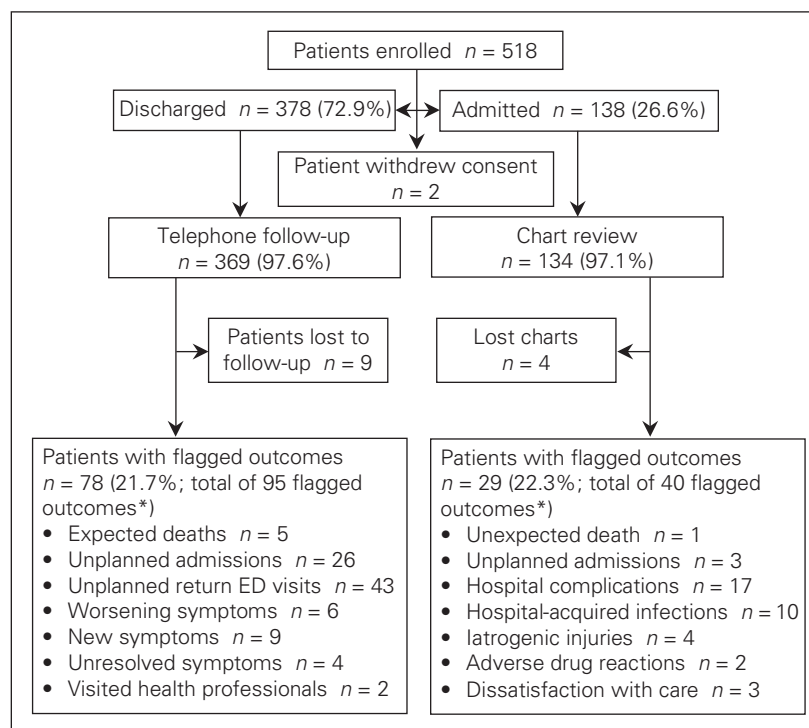 Patients enrolled n = 518
Discharged n = 378 (72.9%)
Admitted n = 138 (26.6%)
Patient withdrew consent
n = 2
Telephone follow-up
n = 369 (97.6%)
Chart review
n = 134 (97.1%)
Patients lost to
follow-up n = 9
Lost charts
n = 4
Patients with flagged outcomes
n = 78 (21.7%; total of 95 flagged
outcomes*)
• Expected deaths n = 5
• Unplanned admissions n = 26
• Unplanned return ED visits n = 43
• Worsening symptoms n = 6
• New symptoms n = 9
• Unresolved symptoms n = 4
• Visited health professionals n = 2
Patients with flagged outcomes
n = 29 (22.3%; total of 40 flagged
outcomes*)
• Unexpected death n = 1
• Unplanned admissions n = 3
• Hospital complications n = 17
• Hospital-acquired infections n = 10
• Iatrogenic injuries n = 4
• Adverse drug reactions n = 2
• Dissatisfaction with care n = 3